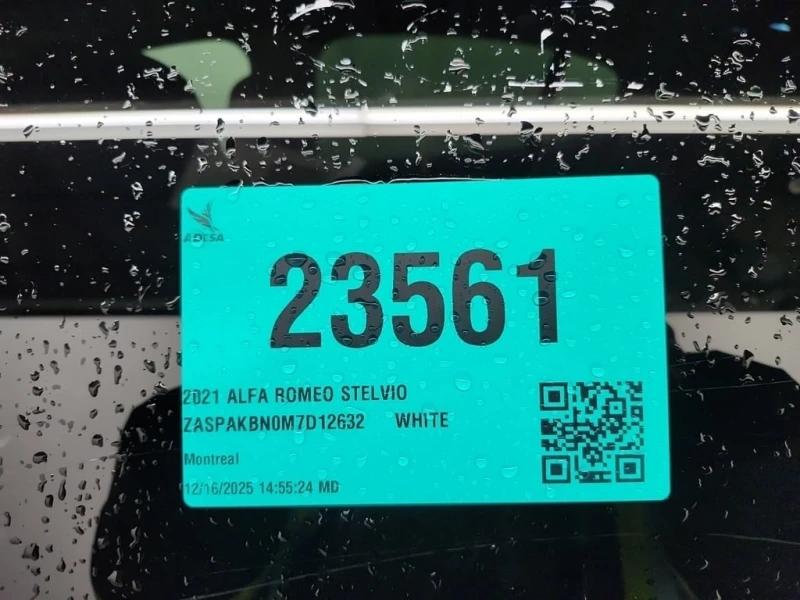 ADESA
23561
2021 ALFA ROMEO STELVIO
ZASPAKBN0M7D12632 WHITE
Montreal
12/16/2025 14:55:24 MD